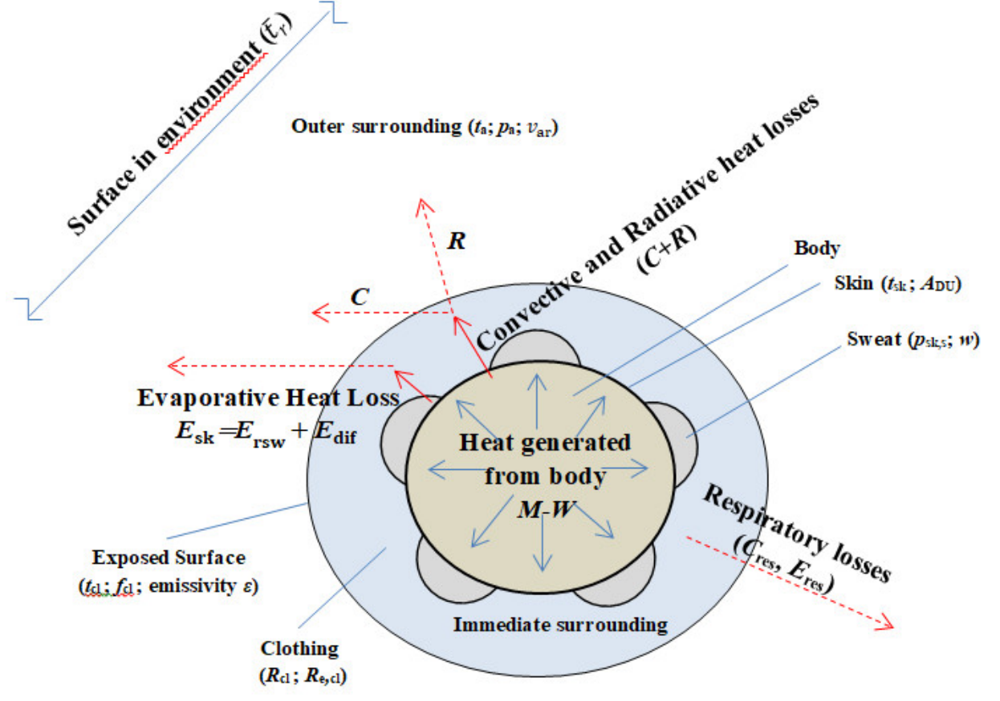 Surface in environment (t̄r)
Outer surrounding (ta; pa; var)
Convective and Radiative heat losses
(C+R)
R
C
Body
Skin (tsk; ADU)
Sweat (psk,s; w)
Evaporative Heat Loss
Esk=Ersw + Edif
Heat generated
from body
M-W
Respiratory losses
(Cres, Eres)
Exposed Surface
(tcl; fcl; emissivity ε)
Immediate surrounding
Clothing
(Rcl; Re,cl)